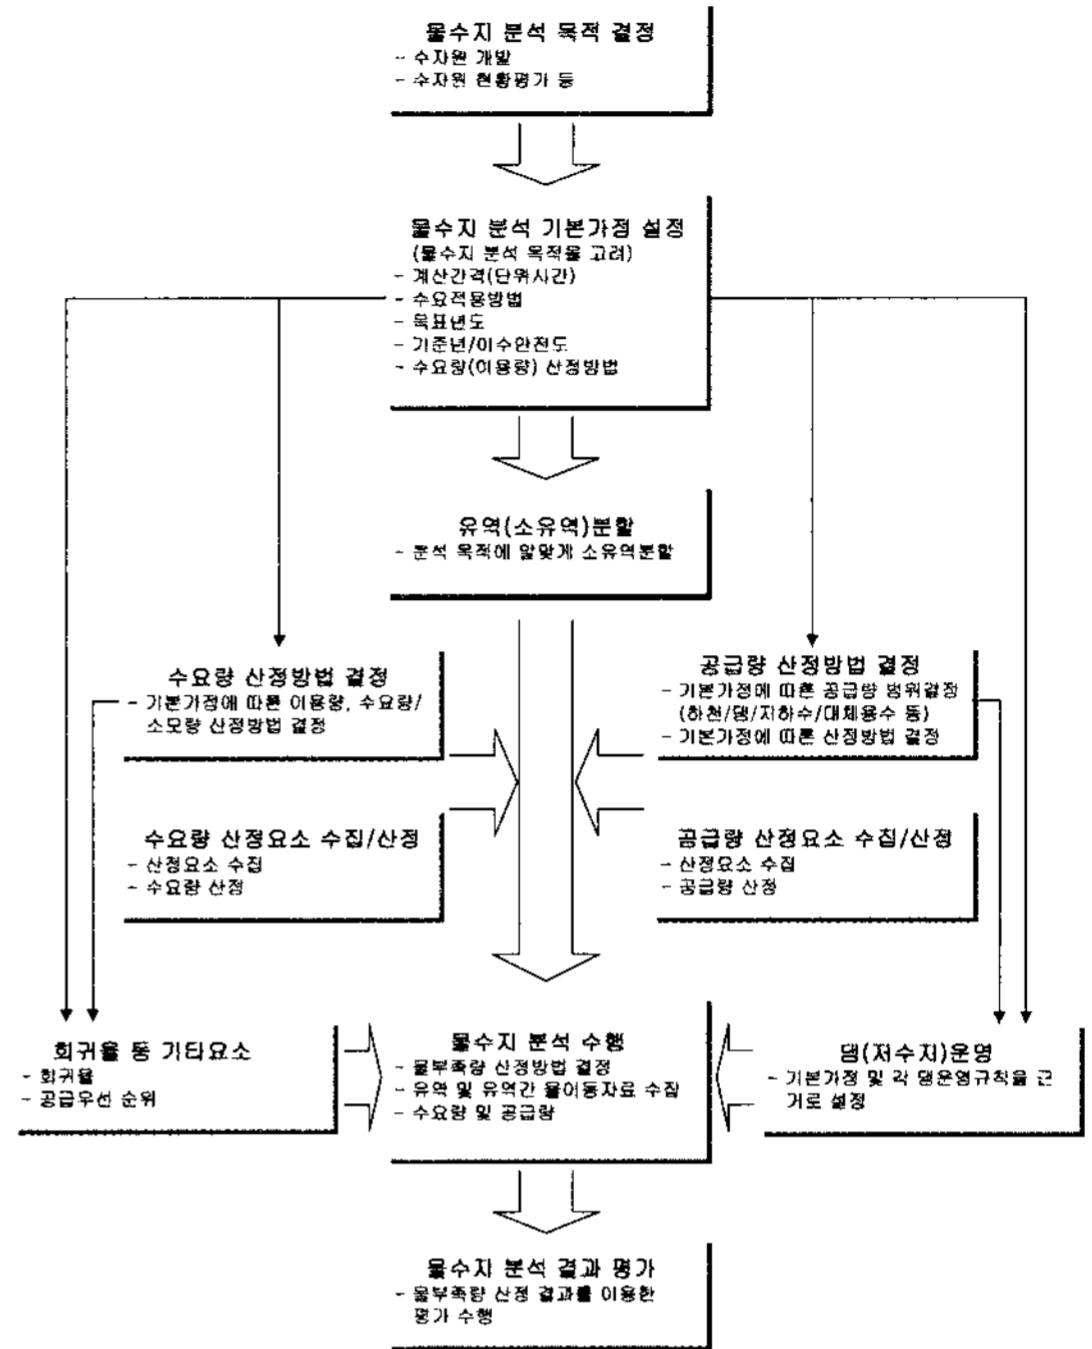 물수지 분석 목적 결정
- 수자원 개발
- 수자원 현황평가 등
물수지 분석 기본가정 설정
(물수지 분석 목적을 고려)
- 계산간격(단위시간)
- 수요적용방법
- 목표년도
- 기준년/이수안전도
- 수요량(이용량) 산정방법
유역(소유역)분할
- 분석 목적에 알맞게 소유역분할
수요량 산정방법 결정
- 기본가정에 따른 이용량, 수요량/
소모량 산정방법 결정
공급량 산정방법 결정
- 기본가정에 따른 공급량 범위결정
(하천/댐/지하수/대체용수 등)
- 기본가정에 따른 산정방법 결정
수요량 산정요소 수집/산정
- 산정요소 수집
- 수요량 산정
공급량 산정요소 수집/산정
- 산정요소 수집
- 공급량 산정
회귀율 등 기타요소
- 회귀율
- 공급우선 순위
물수지 분석 수행
- 물부족량 산정방법 결정
- 유역 및 유역간 물이동자료 수집
- 수요량 및 공급량
댐(저수지)운영
- 기본가정 및 각 댐운영규칙을 근
거로 설정
물수지 분석 결과 평가
- 물부족량 산정 결과를 이용한
평가 수행